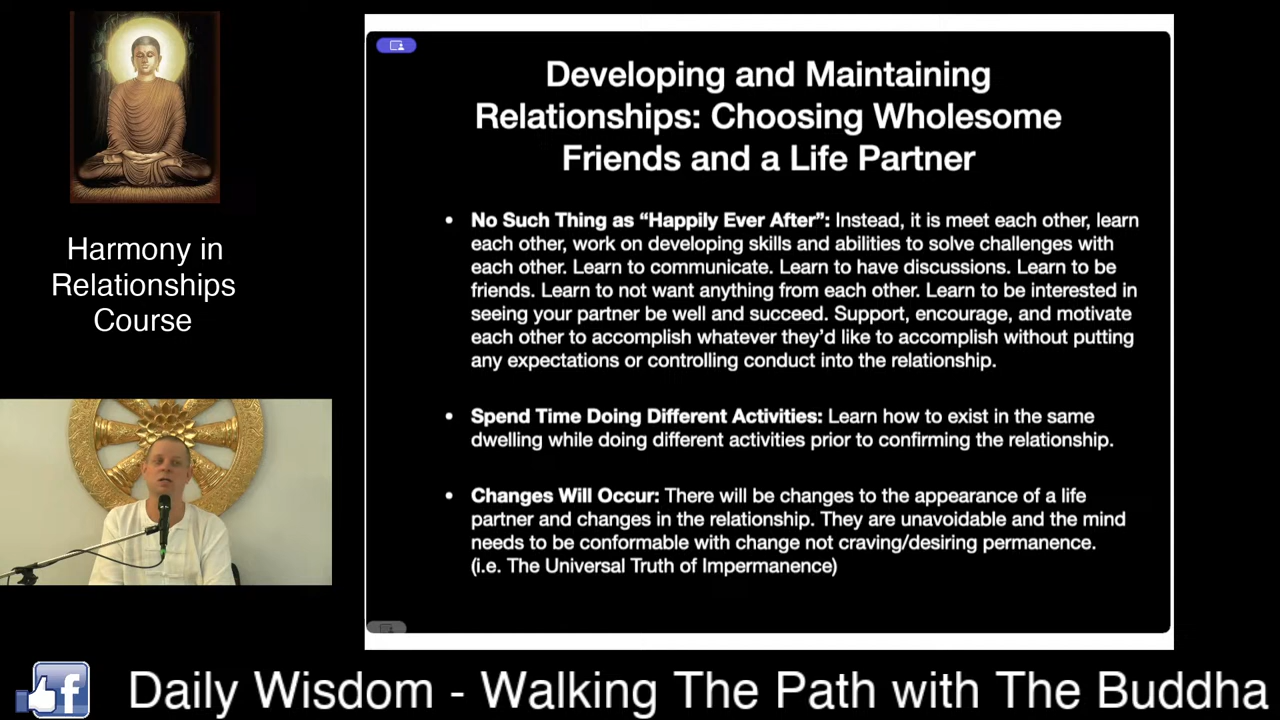 Harmony in
Relationships
Course
Developing and Maintaining
Relationships: Choosing Wholesome
Friends and a Life Partner
• No Such Thing as “Happily Ever After”: Instead, it is meet each other, learn
each other, work on developing skills and abilities to solve challenges with
each other. Learn to communicate. Learn to have discussions. Learn to be
friends. Learn to not want anything from each other. Learn to be interested in
seeing your partner be well and succeed. Support, encourage, and motivate
each other to accomplish whatever they’d like to accomplish without putting
any expectations or controlling conduct into the relationship.
• Spend Time Doing Different Activities: Learn how to exist in the same
dwelling while doing different activities prior to confirming the relationship.
• Changes Will Occur: There will be changes to the appearance of a life
partner and changes in the relationship. They are unavoidable and the mind
needs to be conformable with change not craving/desiring permanence.
(i.e. The Universal Truth of Impermanence)
f Daily Wisdom - Walking The Path with The Buddha